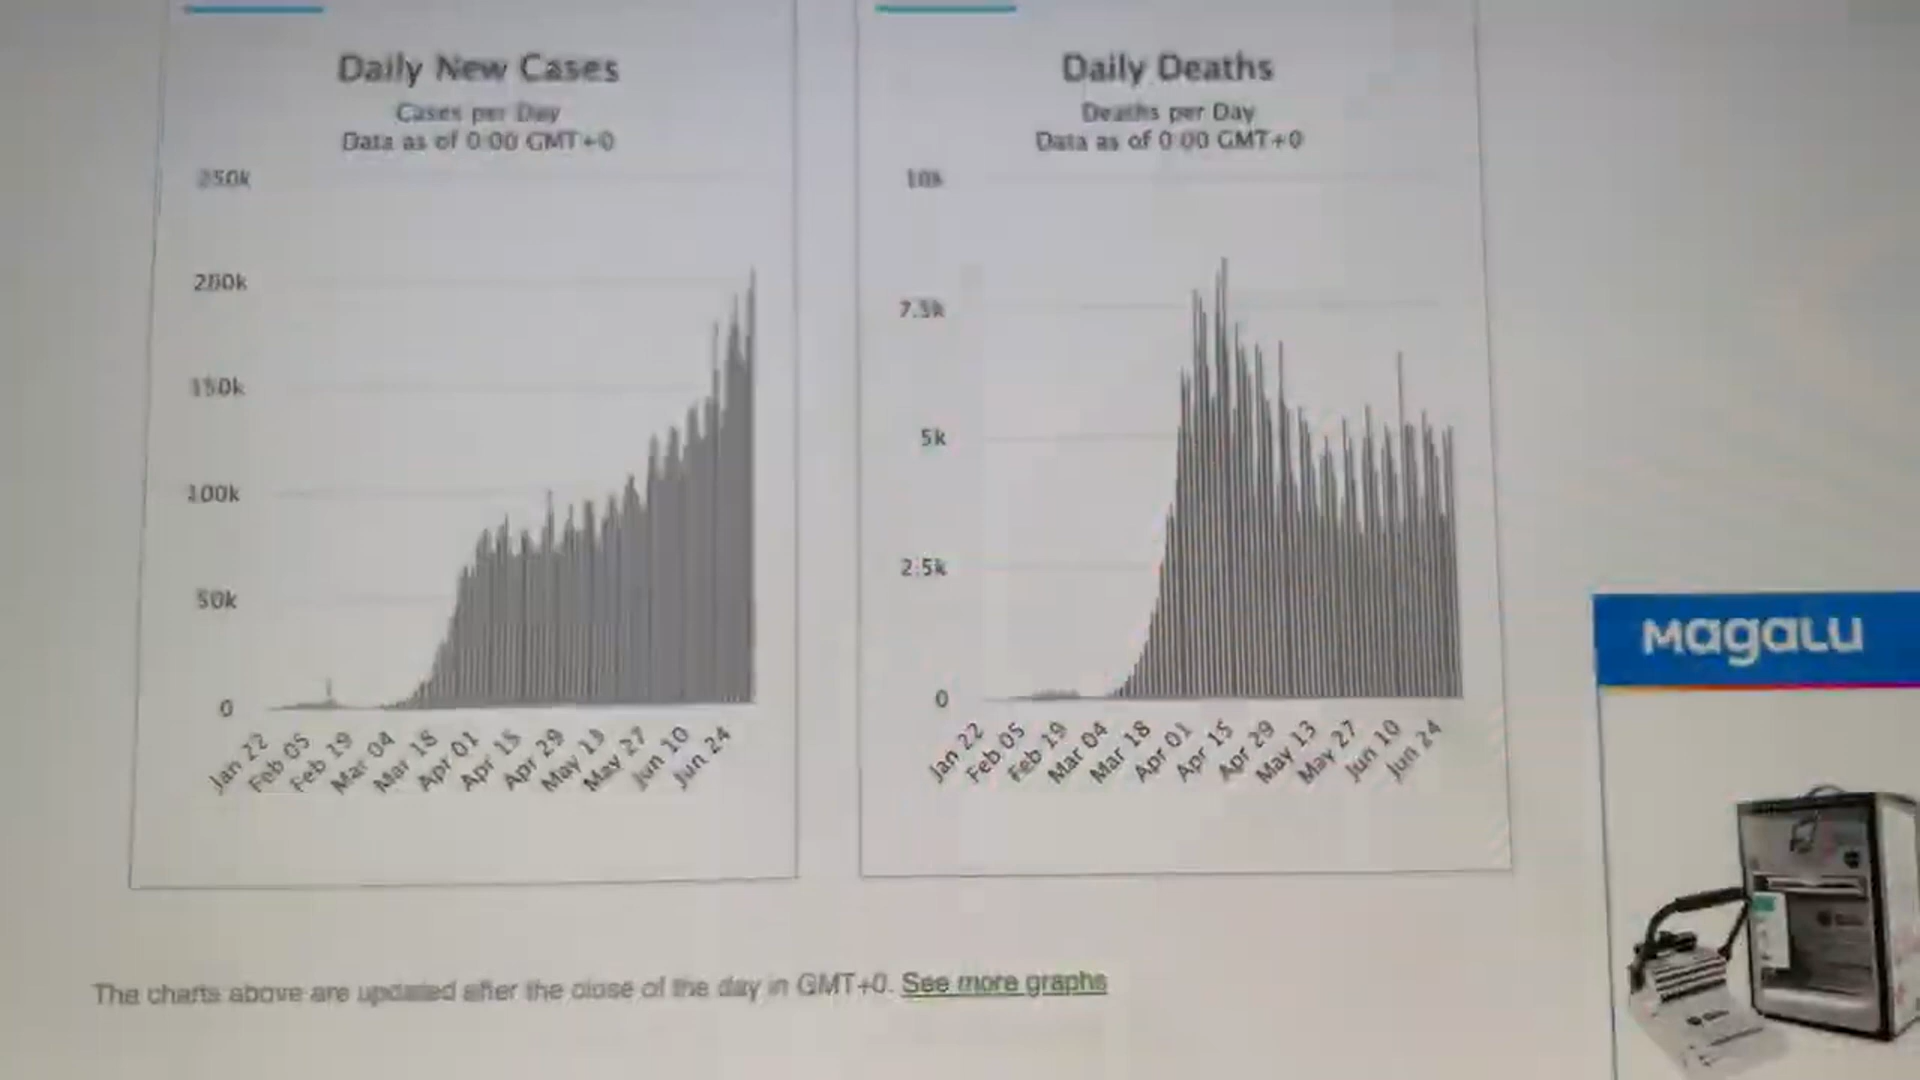 Daily New Cases
Cases per Day
Data as of 0:00 GMT+0
250k
200k
150k
100k
50k
0
Jan 22
Feb 05
Feb 19
Mar 04
Mar 18
Apr 01
Apr 15
Apr 29
May 13
May 27
Jun 10
Jun 24
Daily Deaths
Deaths per Day
Data as of 0:00 GMT+0
10k
7.5k
5k
2.5k
0
Jan 22
Feb 05
Feb 19
Mar 04
Mar 18
Apr 01
Apr 15
Apr 29
May 13
May 27
Jun 10
Jun 24
The charts above are updated after the close of the day in GMT+0. See more graphs
Magalu